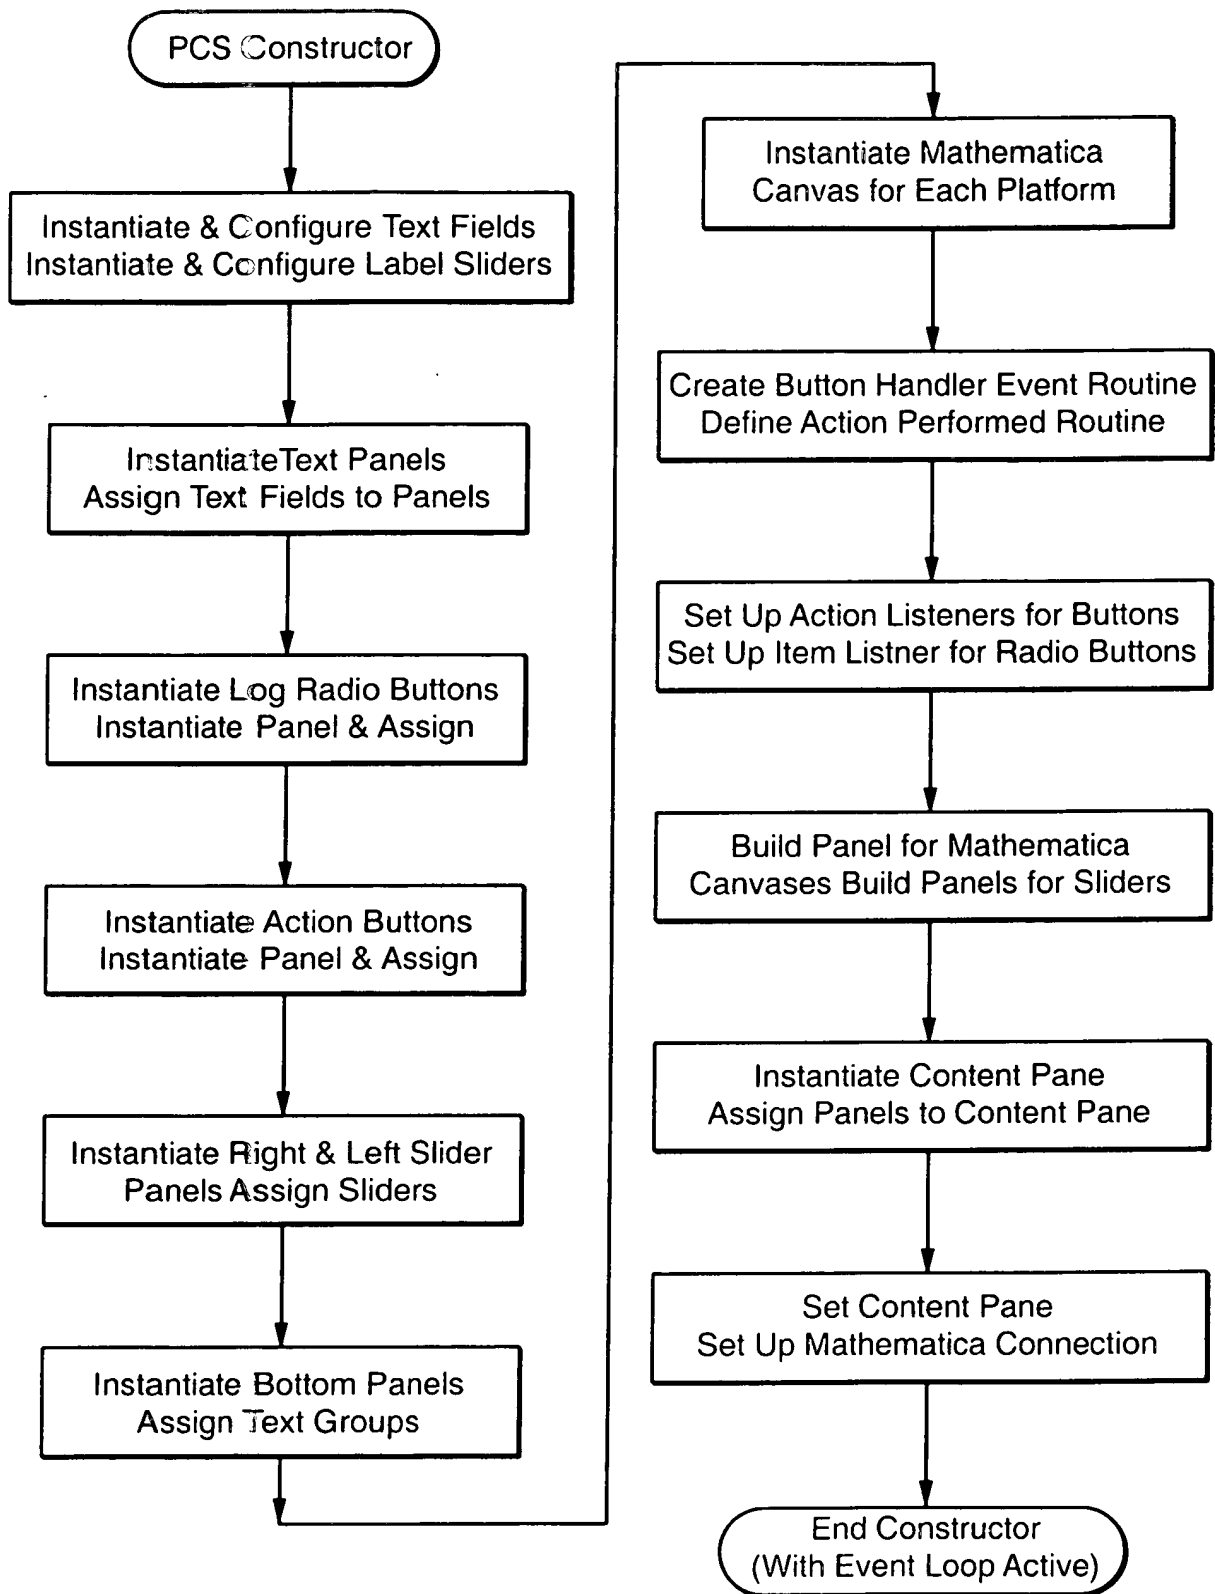 PCS Constructor
Instantiate & Configure Text Fields
Instantiate & Configure Label Sliders
InstantiateText Panels
Assign Text Fields to Panels
Instantiate Log Radio Buttons
Instantiate Panel & Assign
Instantiate Action Buttons
Instantiate Panel & Assign
Instantiate Right & Left Slider
Panels Assign Sliders
Instantiate Bottom Panels
Assign Text Groups
Instantiate Mathematica
Canvas for Each Platform
Create Button Handler Event Routine
Define Action Performed Routine
Set Up Action Listeners for Buttons
Set Up Item Listner for Radio Buttons
Build Panel for Mathematica
Canvases Build Panels for Sliders
Instantiate Content Pane
Assign Panels to Content Pane
Set Content Pane
Set Up Mathematica Connection
End Constructor
(With Event Loop Active)